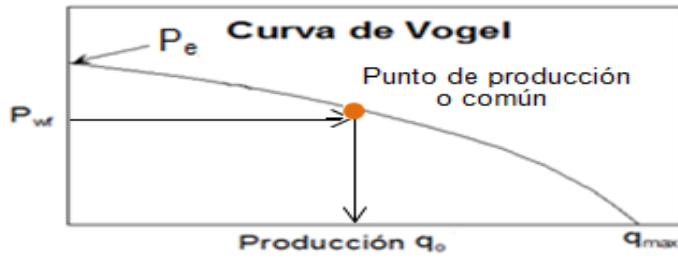 Curva de Vogel
Pe
Punto de producción
o común
Pwf
Producción qo
qmax